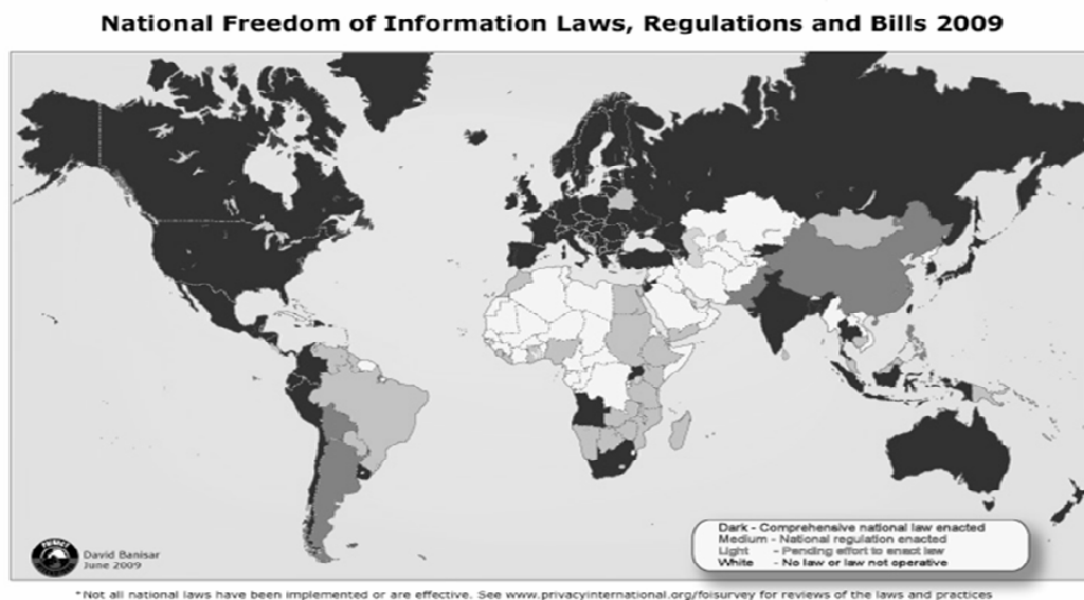 National Freedom of Information Laws, Regulations and Bills 2009
Dark - Comprehensive national law enacted
Medium - National regulation enacted
Light - Pending effort to enact law
White - No law or law not operative
David Banisar
June 2009
* Not all national laws have been implemented or are effective. See www.privacyinternational.org/foisurvey for reviews of the laws and practices